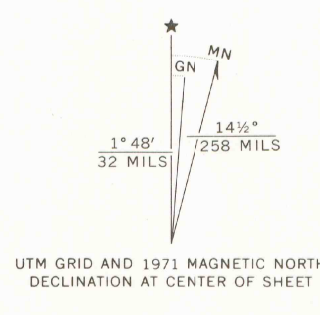 ★
MN
GN
1° 48′
32 MILS
14½°
258 MILS
UTM GRID AND 1971 MAGNETIC NORTH
DECLINATION AT CENTER OF SHEET